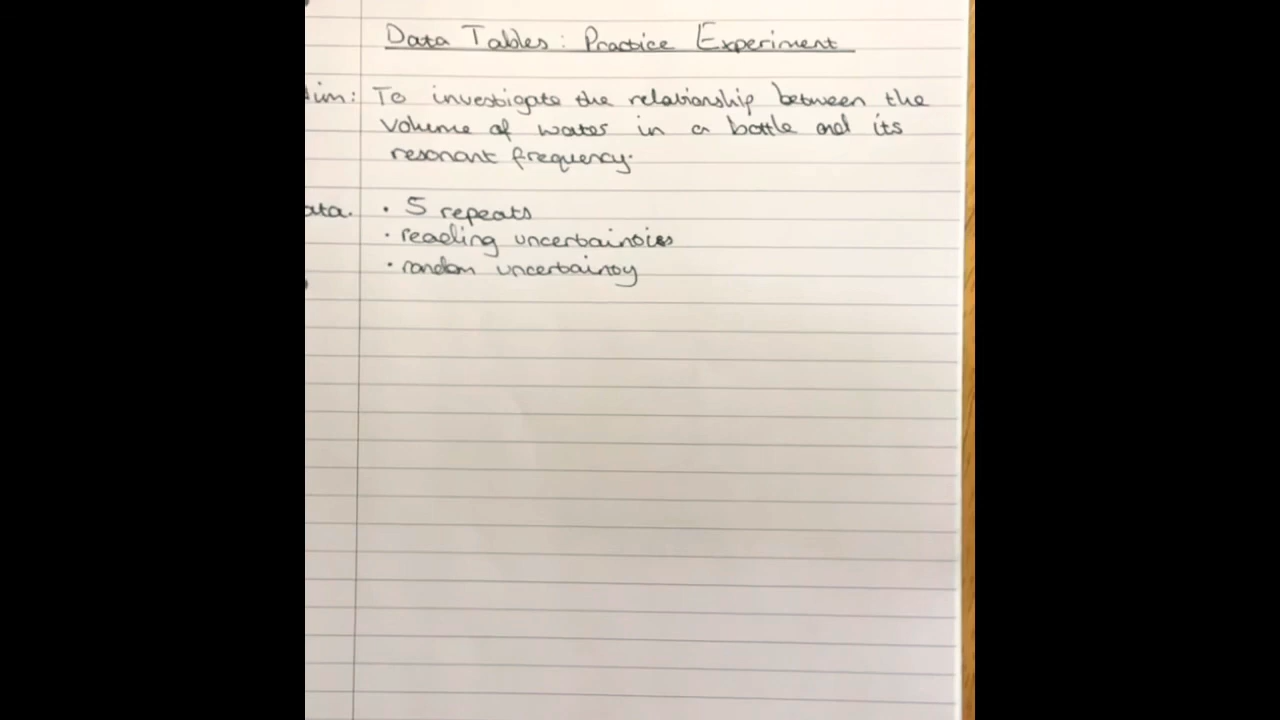 Data Tables: Practice Experiment
Aim: To investigate the relationship between the
volume of water in a bottle and its
resonant frequency.
ata. · 5 repeats
· reading uncertainties
· random uncertainty